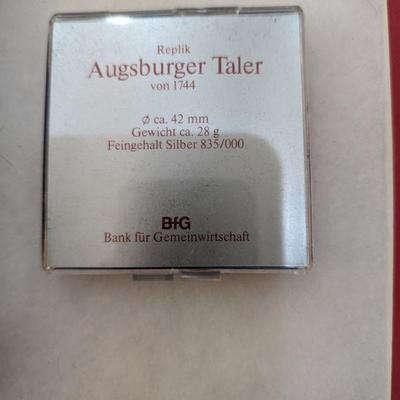 Replik
Augsburger Taler
von 1744
Ø ca. 42 mm
Gewicht ca. 28 g
Feingehalt Silber 835/000
BfG
Bank für Gemeinwirtschaft